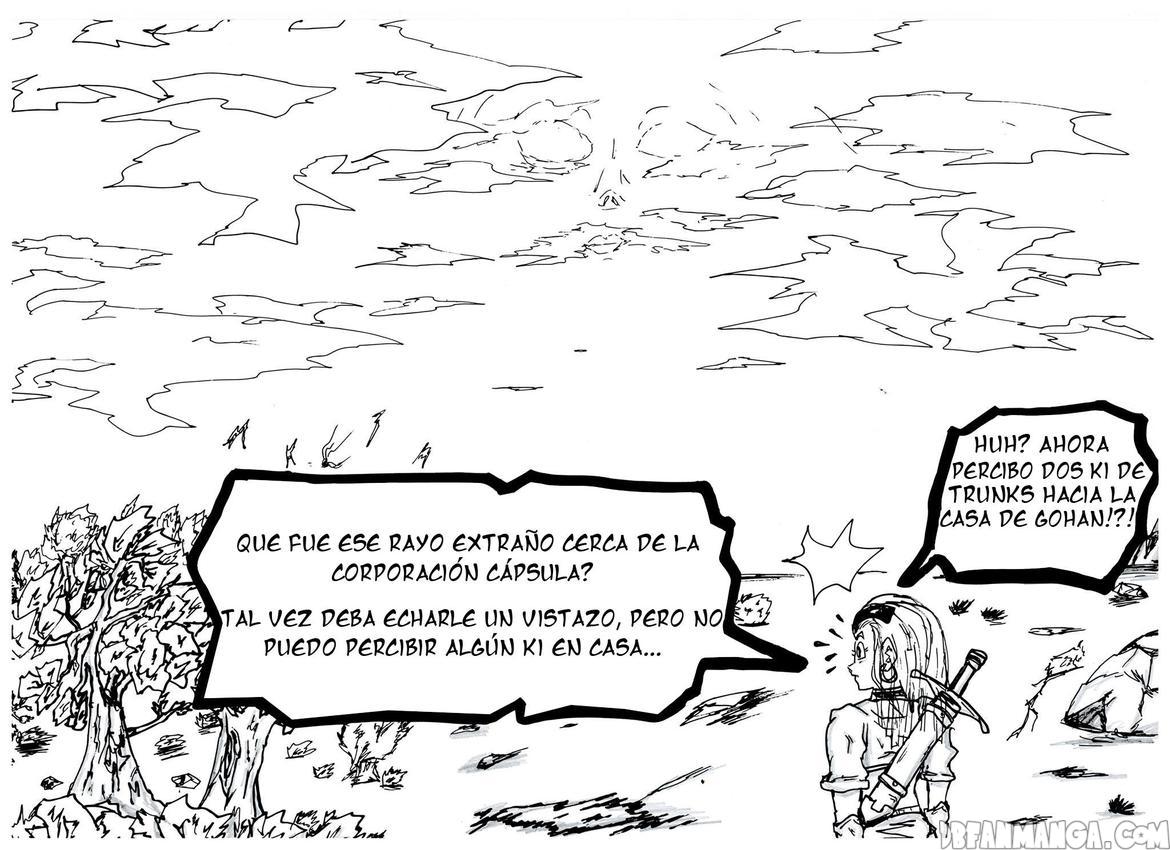 QUE FUE ESE RAYO EXTRAÑO CERCA DE LA
CORPORACIÓN CÁPSULA?
TAL VEZ DEBA ECHARLE UN VISTAZO, PERO NO
PUEDO PERCIBIR ALGÚN KI EN CASA...
HUH? AHORA
PERCIBO DOS KI DE
TRUNKS HACIA LA
CASA DE GOHAN!?!
DBFANMANGA.COM